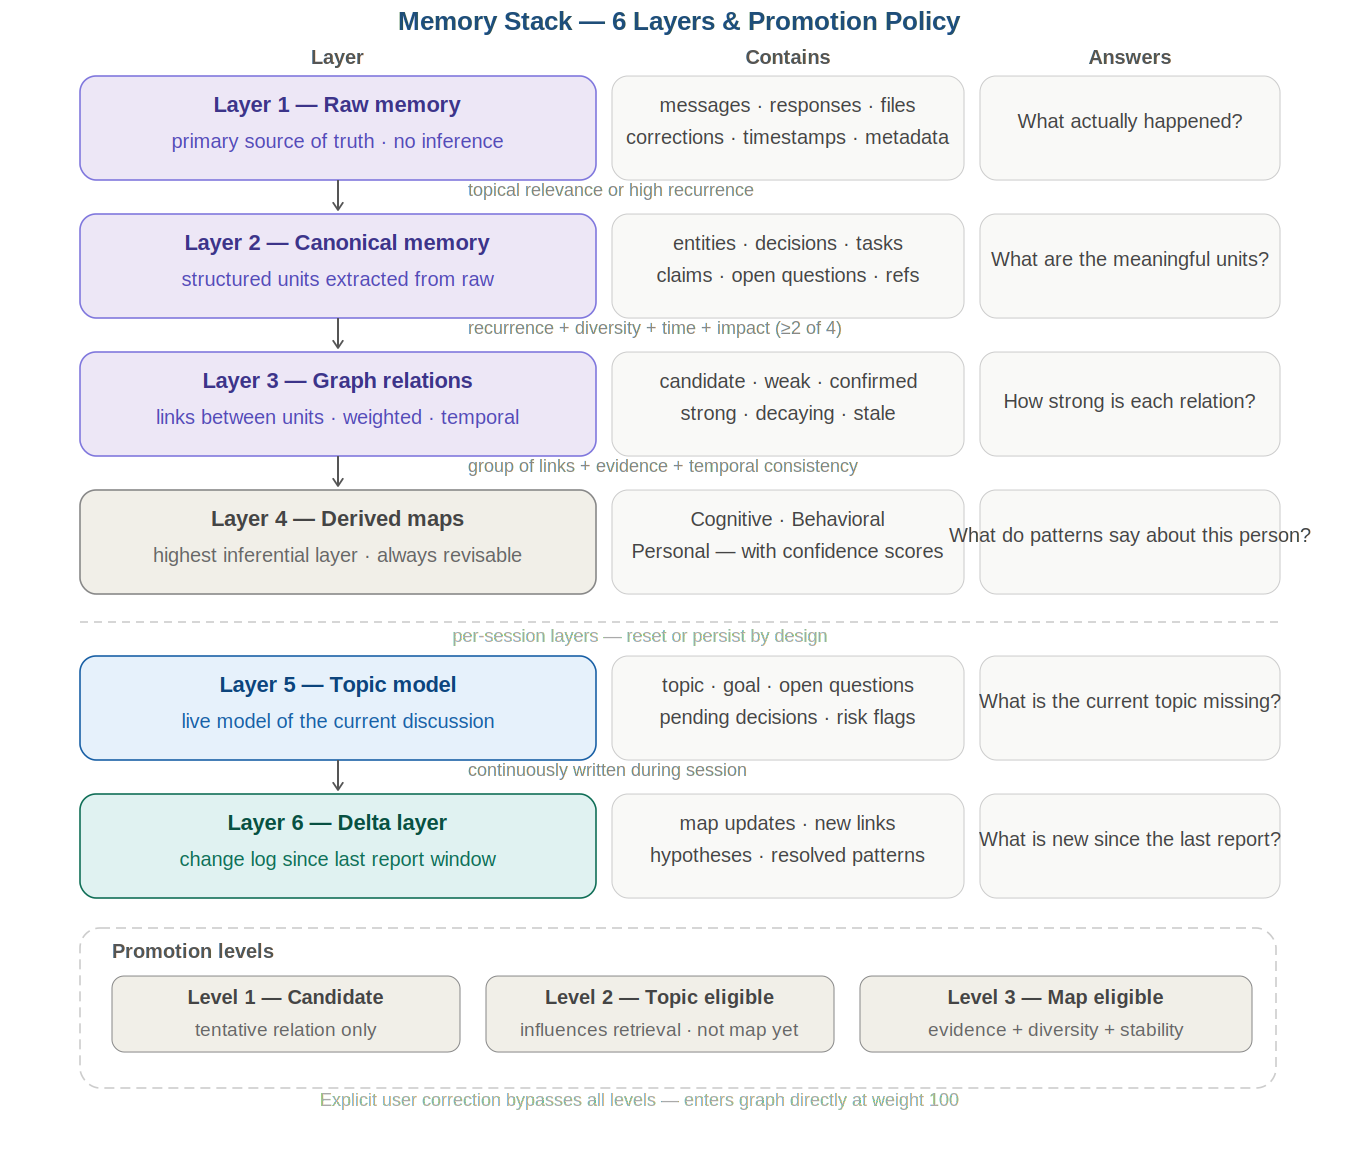 Memory Stack — 6 Layers & Promotion Policy
Layer
Contains
Answers
Layer 1 — Raw memory
primary source of truth · no inference
messages · responses · files
corrections · timestamps · metadata
What actually happened?
topical relevance or high recurrence
Layer 2 — Canonical memory
structured units extracted from raw
entities · decisions · tasks
claims · open questions · refs
What are the meaningful units?
recurrence + diversity + time + impact (≥2 of 4)
Layer 3 — Graph relations
links between units · weighted · temporal
candidate · weak · confirmed
strong · decaying · stale
How strong is each relation?
group of links + evidence + temporal consistency
Layer 4 — Derived maps
highest inferential layer · always revisable
Cognitive · Behavioral
Personal — with confidence scores
What do patterns say about this person?
per-session layers — reset or persist by design
Layer 5 — Topic model
live model of the current discussion
topic · goal · open questions
pending decisions · risk flags
What is the current topic missing?
continuously written during session
Layer 6 — Delta layer
change log since last report window
map updates · new links
hypotheses · resolved patterns
What is new since the last report?
Promotion levels
Level 1 — Candidate
tentative relation only
Level 2 — Topic eligible
influences retrieval · not map yet
Level 3 — Map eligible
evidence + diversity + stability
Explicit user correction bypasses all levels — enters graph directly at weight 100